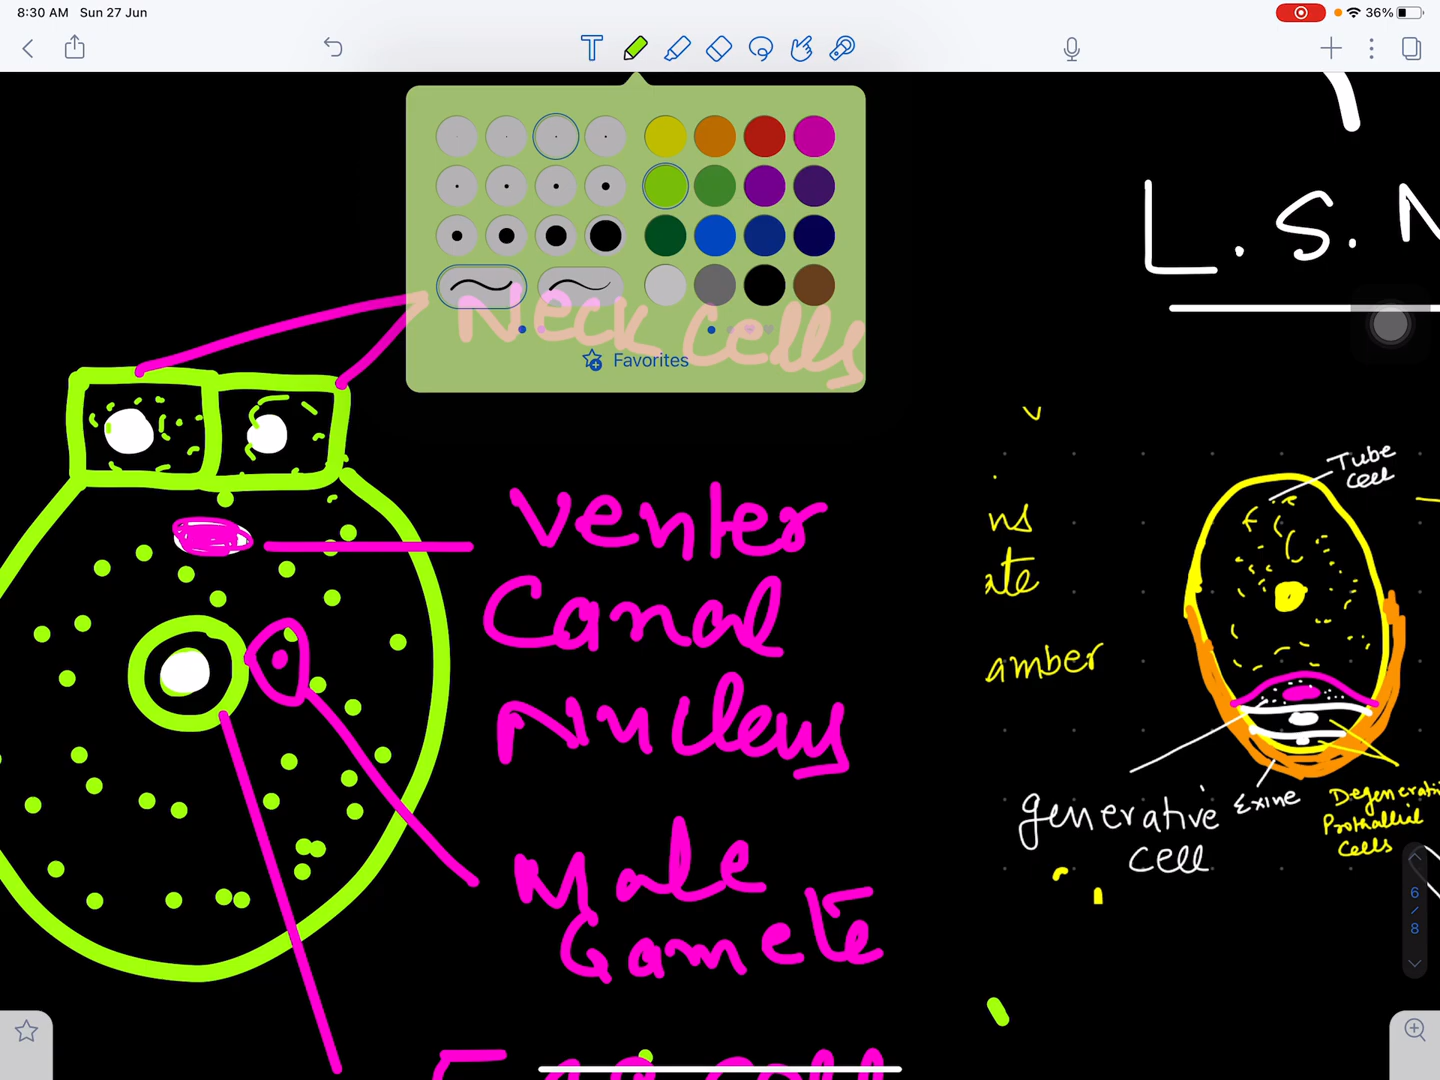 8:30 AM Sun 27 Jun
36%
T
Favorites
Neck Cells
L.S.
Venter
Canal
Nucleus
Male
Gamete
Tube
Cell
ns
ate
amber
generative
cell
Exine
Prothallial
Cells
6
/
8